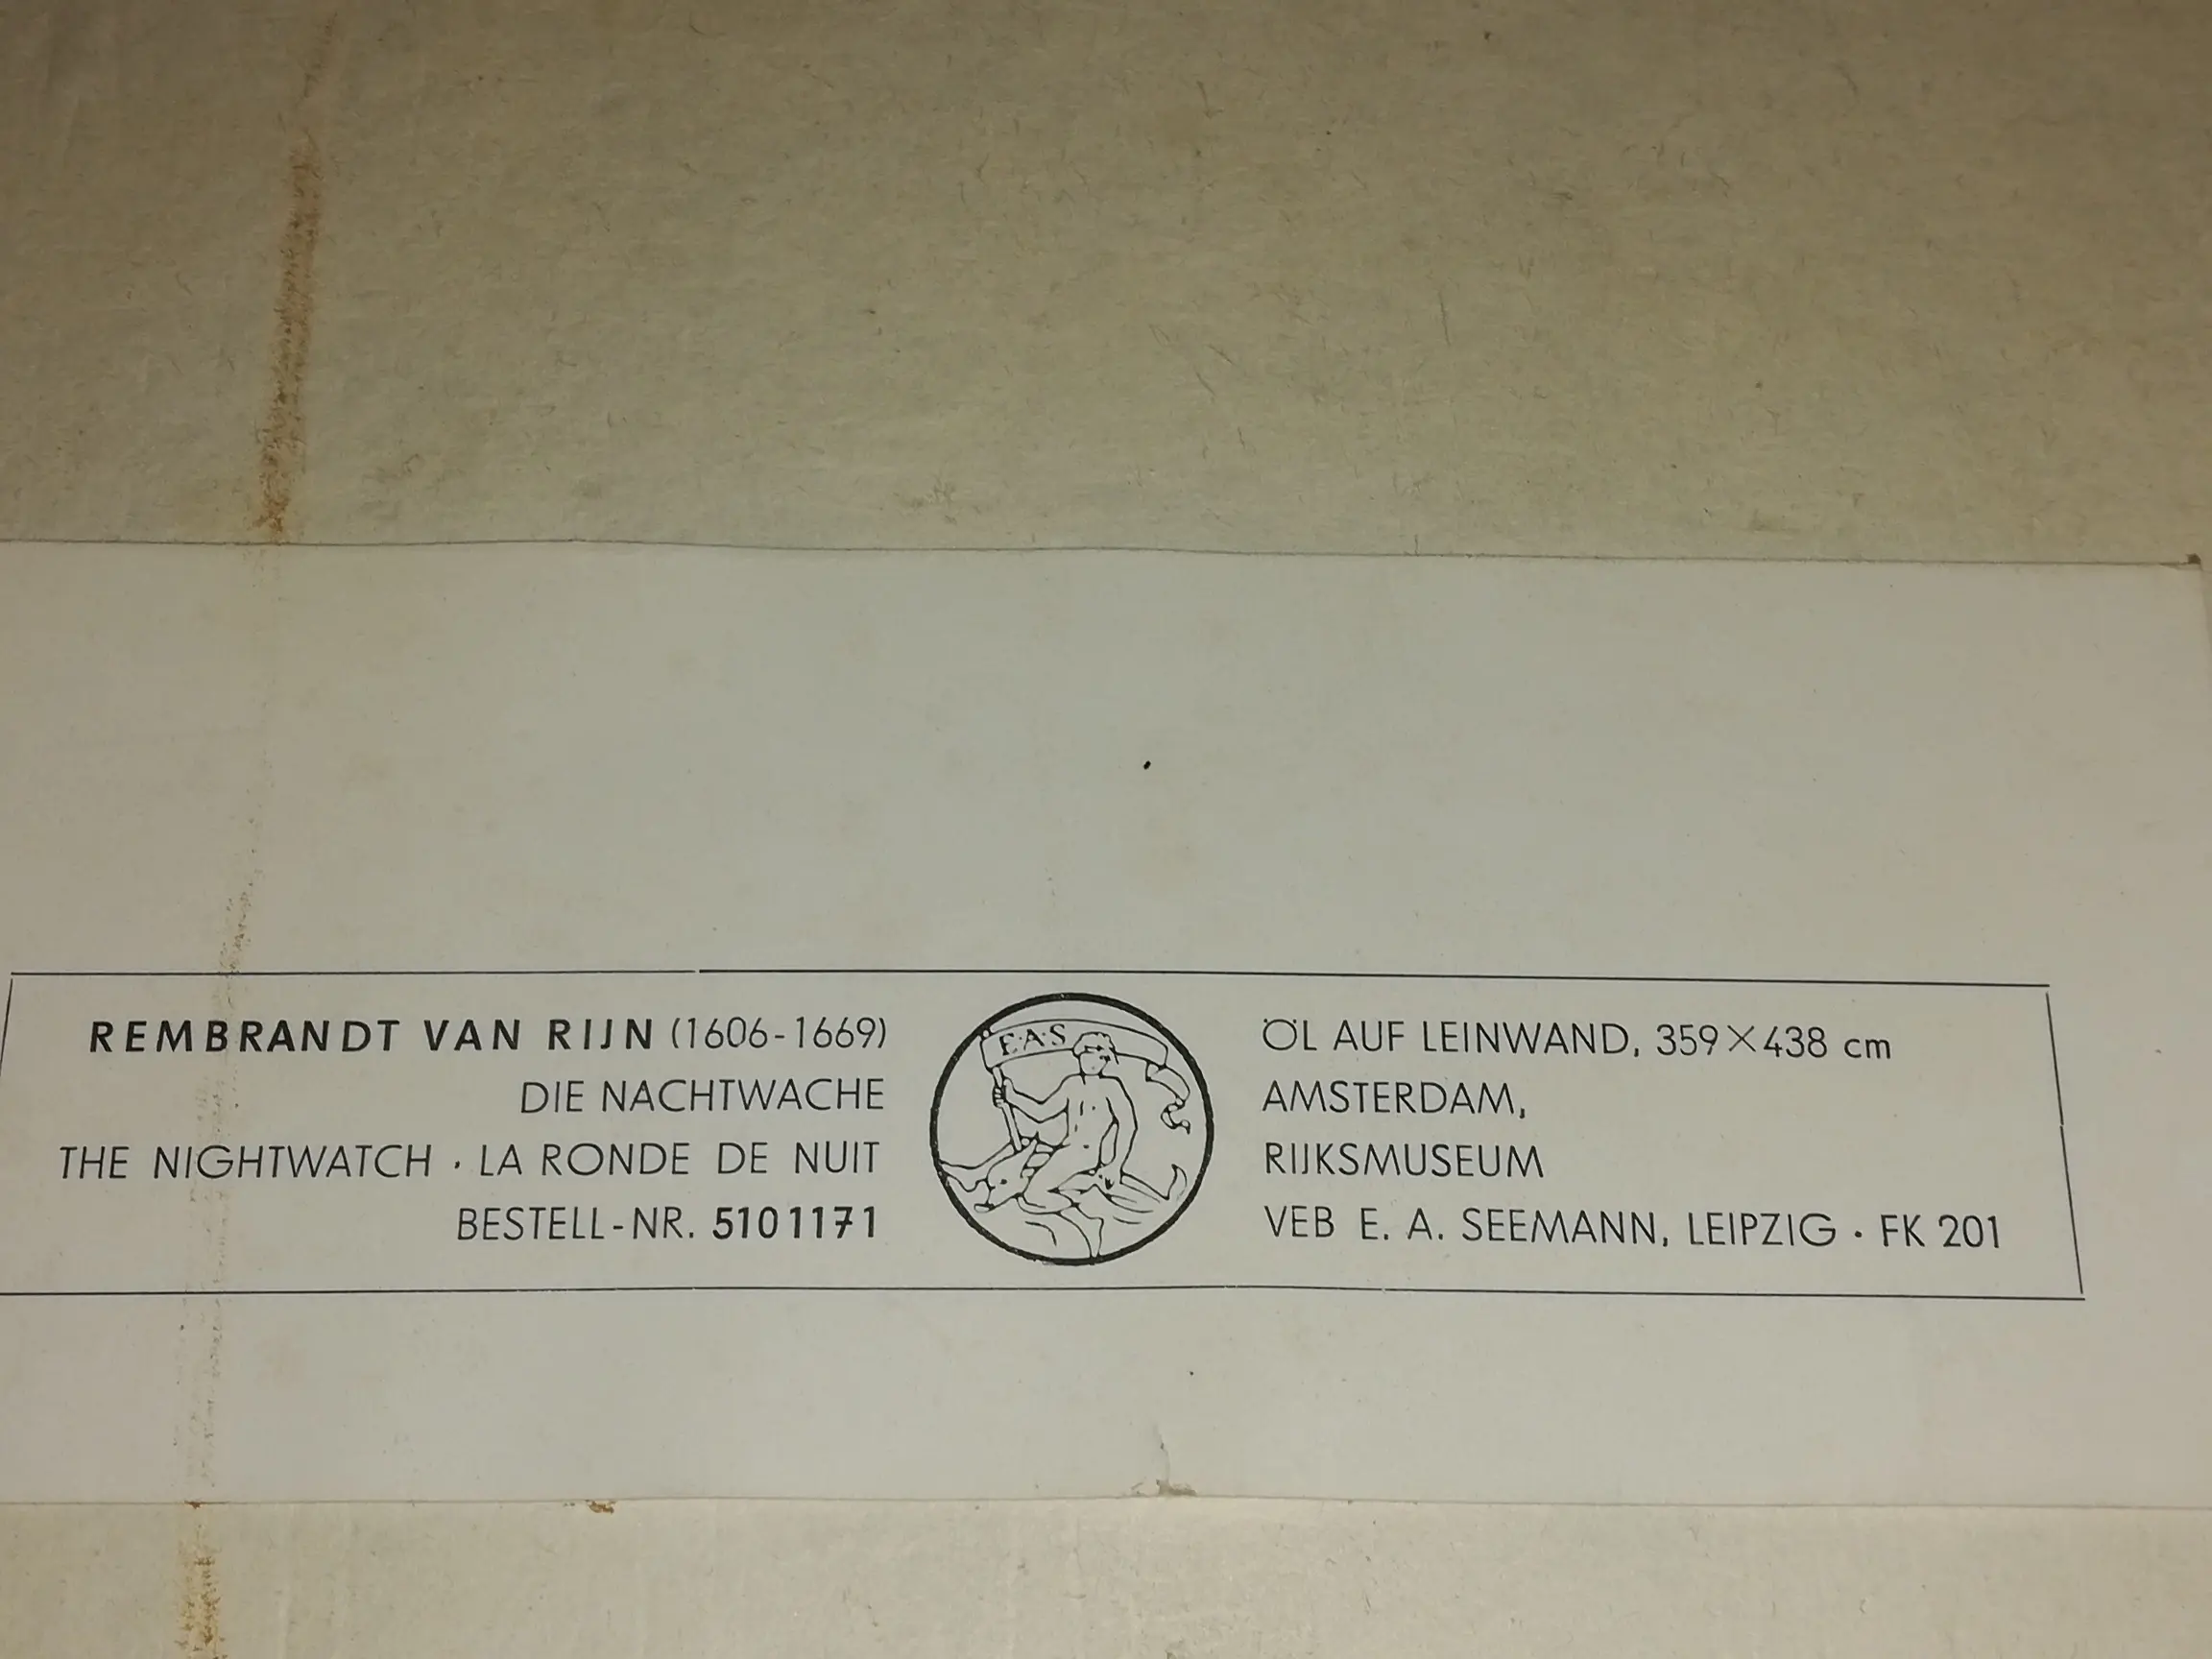 REMBRANDT VAN RIJN (1606-1669)
DIE NACHTWACHE
THE NIGHTWATCH · LA RONDE DE NUIT
BESTELL-NR. 5101171
E·A·S
ÖL AUF LEINWAND, 359×438 cm
AMSTERDAM,
RIJKSMUSEUM
VEB E. A. SEEMANN, LEIPZIG · FK 201